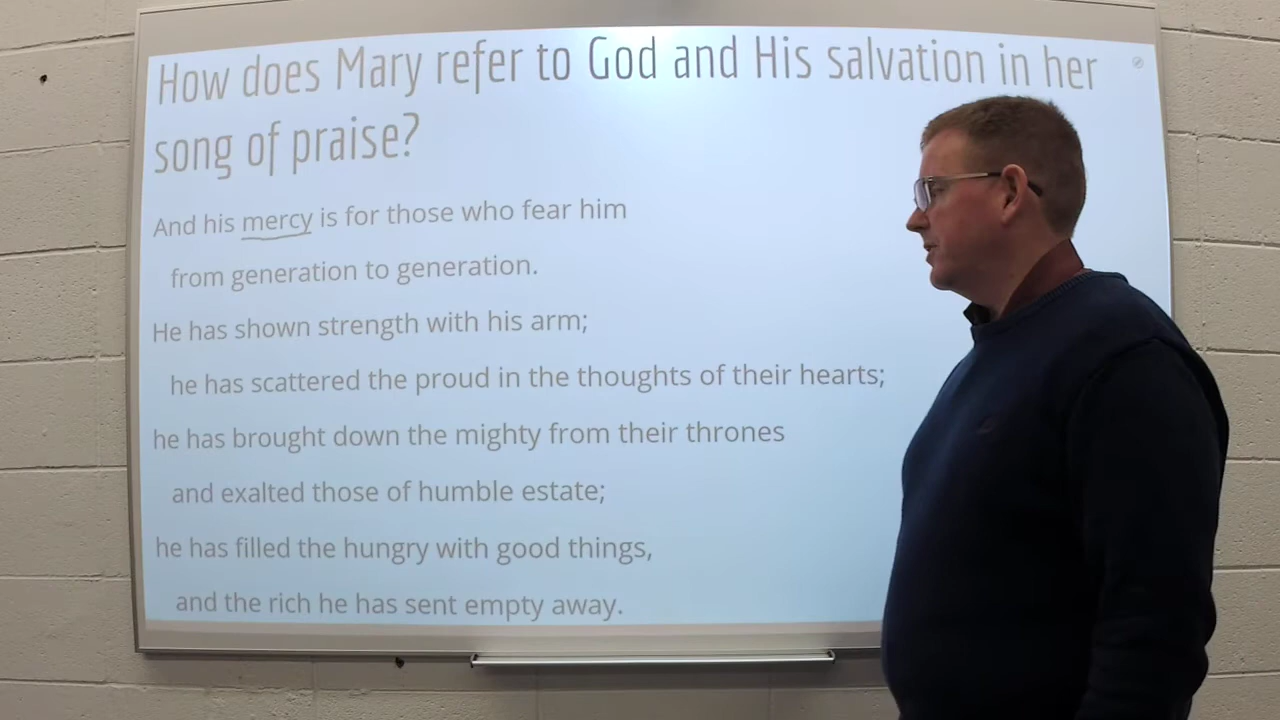 How does Mary refer to God and His salvation in her
song of praise?
And his mercy is for those who fear him
from generation to generation.
He has shown strength with his arm;
he has scattered the proud in the thoughts of their hearts;
he has brought down the mighty from their thrones
and exalted those of humble estate;
he has filled the hungry with good things,
and the rich he has sent empty away.